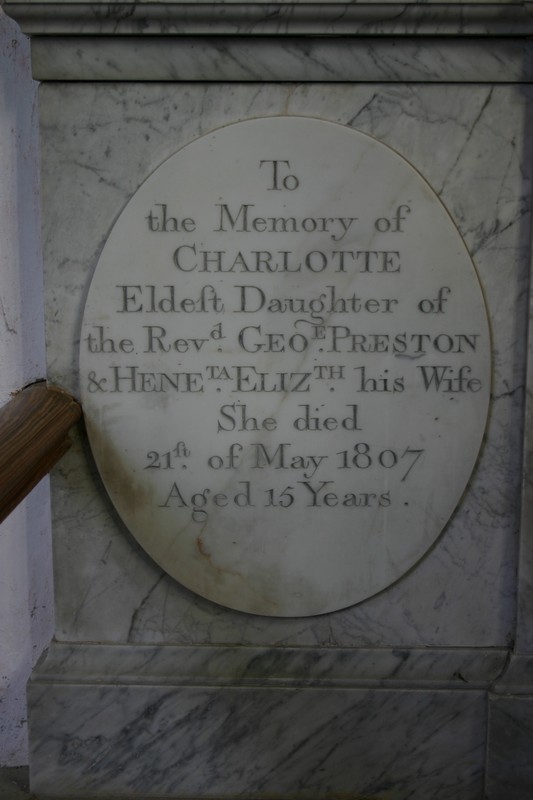 To
the Memory of
CHARLOTTE
Eldeſt Daughter of
the Revᵈ. GEOᴱ. PRESTON
& HENEᵀᴬ. ELIZᵀᴴ. his Wife
She died
21ſᵗ. of May 1807
Aged 15 Years .